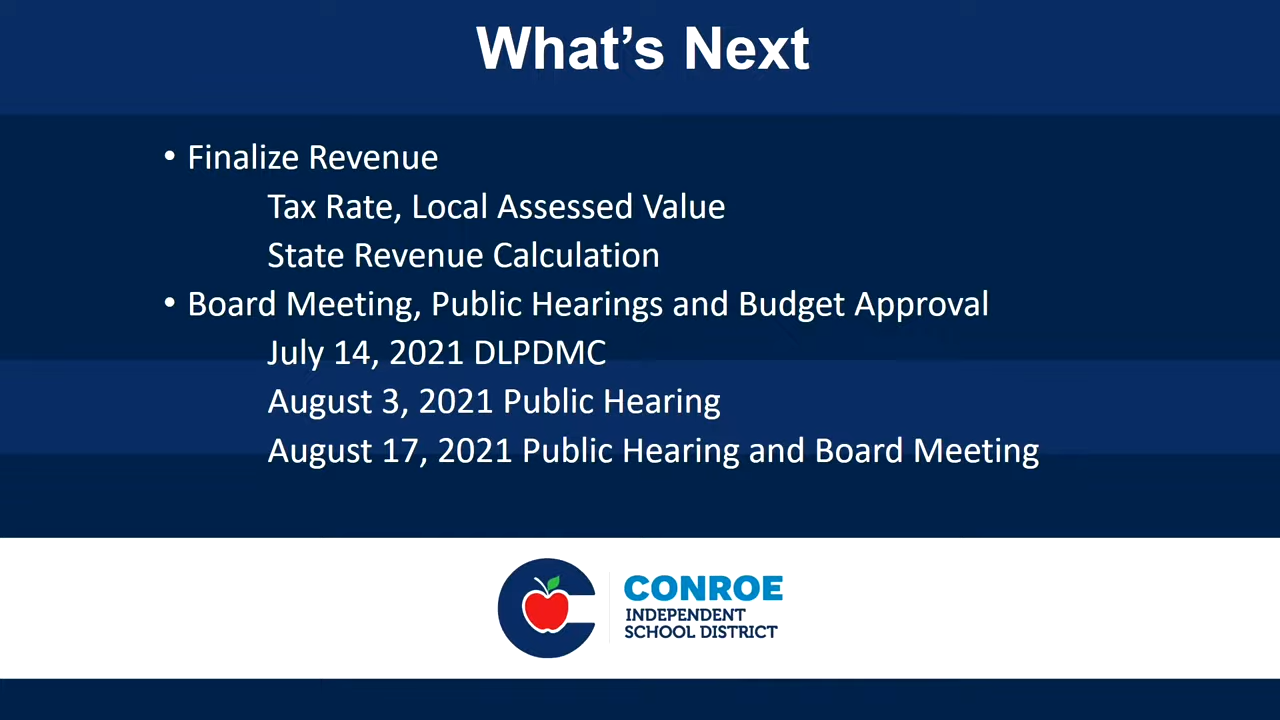 What's Next
• Finalize Revenue
Tax Rate, Local Assessed Value
State Revenue Calculation
• Board Meeting, Public Hearings and Budget Approval
July 14, 2021 DLPDMC
August 3, 2021 Public Hearing
August 17, 2021 Public Hearing and Board Meeting
CONROE
INDEPENDENT
SCHOOL DISTRICT